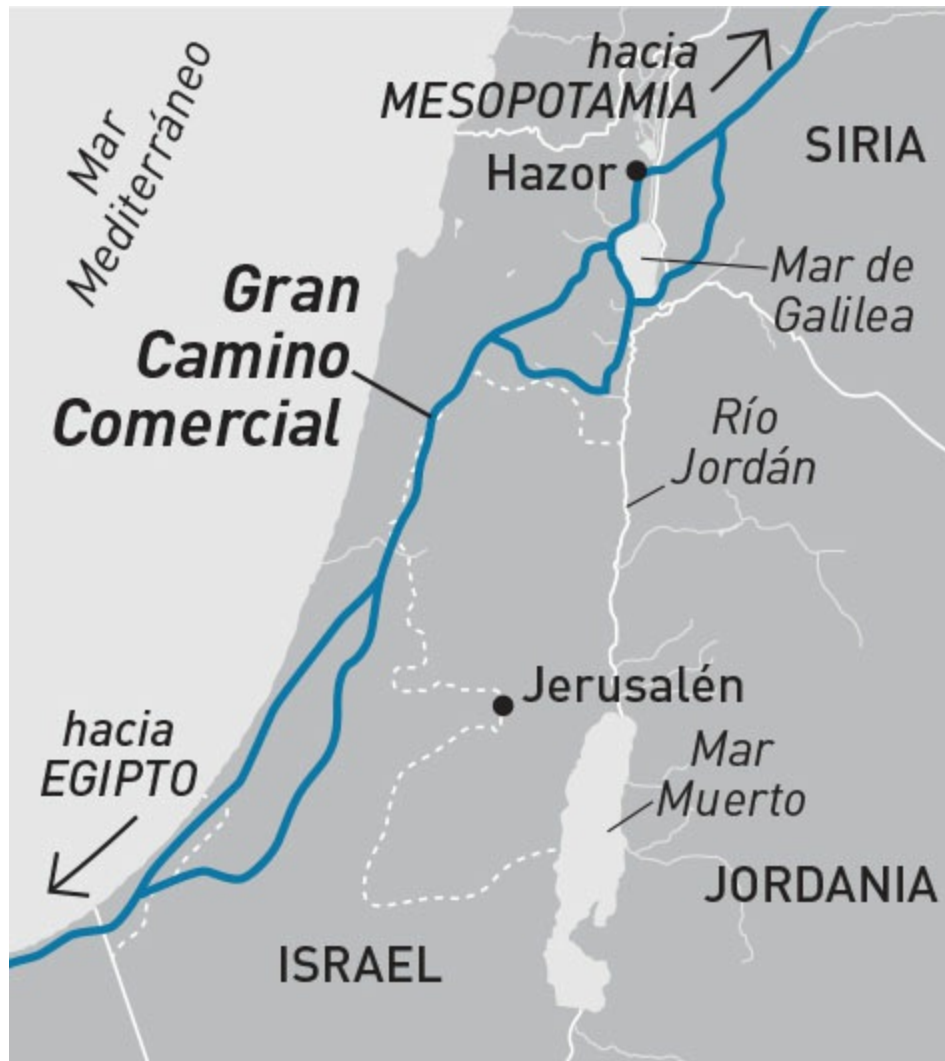 Mar
Mediterráneo
hacia
MESOPOTAMIA
SIRIA
Hazor
Mar de
Galilea
Gran
Camino
Comercial
Río
Jordán
Jerusalén
hacia
EGIPTO
Mar
Muerto
JORDANIA
ISRAEL